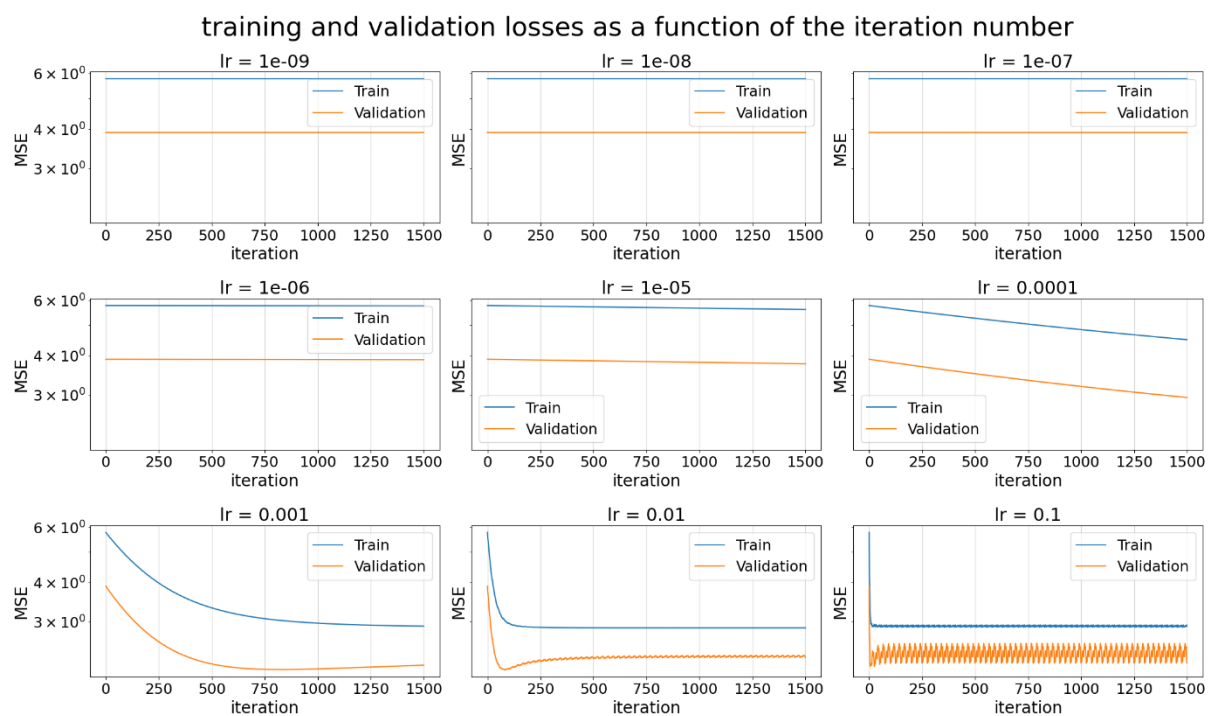 training and validation losses as a function of the iteration number
lr = 1e-09
6 × 10⁰
4 × 10⁰
3 × 10⁰
MSE
Train
Validation
0 250 500 750 1000 1250 1500
iteration
lr = 1e-08
MSE
Train
Validation
0 250 500 750 1000 1250 1500
iteration
lr = 1e-07
MSE
Train
Validation
0 250 500 750 1000 1250 1500
iteration
lr = 1e-06
6 × 10⁰
4 × 10⁰
3 × 10⁰
MSE
Train
Validation
0 250 500 750 1000 1250 1500
iteration
lr = 1e-05
MSE
Train
Validation
0 250 500 750 1000 1250 1500
iteration
lr = 0.0001
MSE
Train
Validation
0 250 500 750 1000 1250 1500
iteration
lr = 0.001
6 × 10⁰
4 × 10⁰
3 × 10⁰
MSE
Train
Validation
0 250 500 750 1000 1250 1500
iteration
lr = 0.01
MSE
Train
Validation
0 250 500 750 1000 1250 1500
iteration
lr = 0.1
MSE
Train
Validation
0 250 500 750 1000 1250 1500
iteration